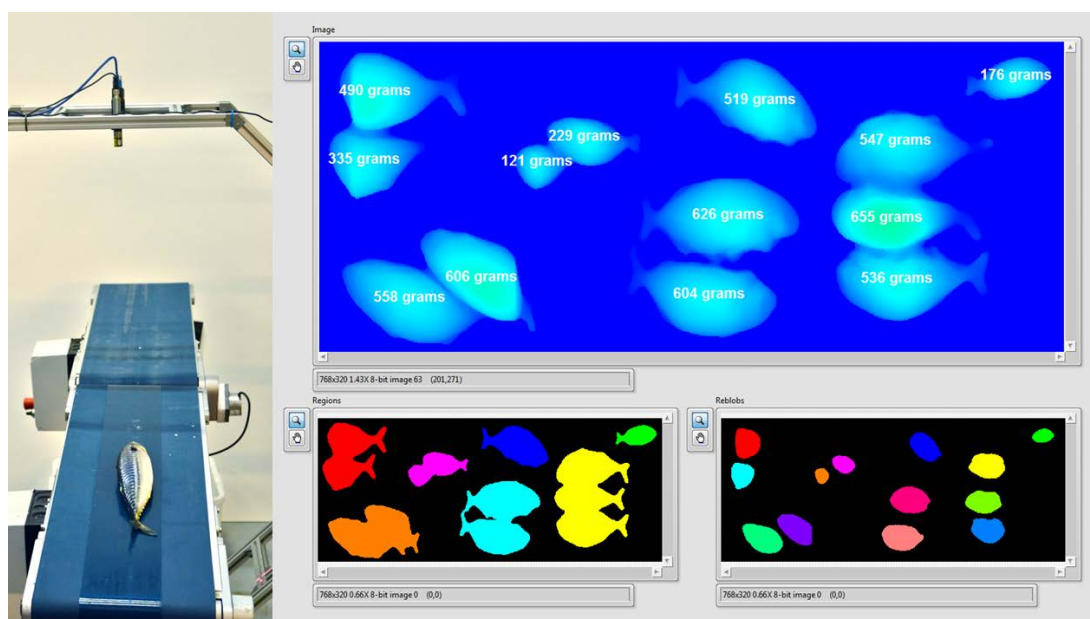 Image
490 grams
519 grams
176 grams
229 grams
547 grams
335 grams
121 grams
626 grams
655 grams
606 grams
536 grams
558 grams
604 grams
768x320 1.43X 8-bit image 63 (201,271)
Regions
Reblobs
768x320 0.66X 8-bit image 0 (0,0)
768x320 0.66X 8-bit image 0 (0,0)